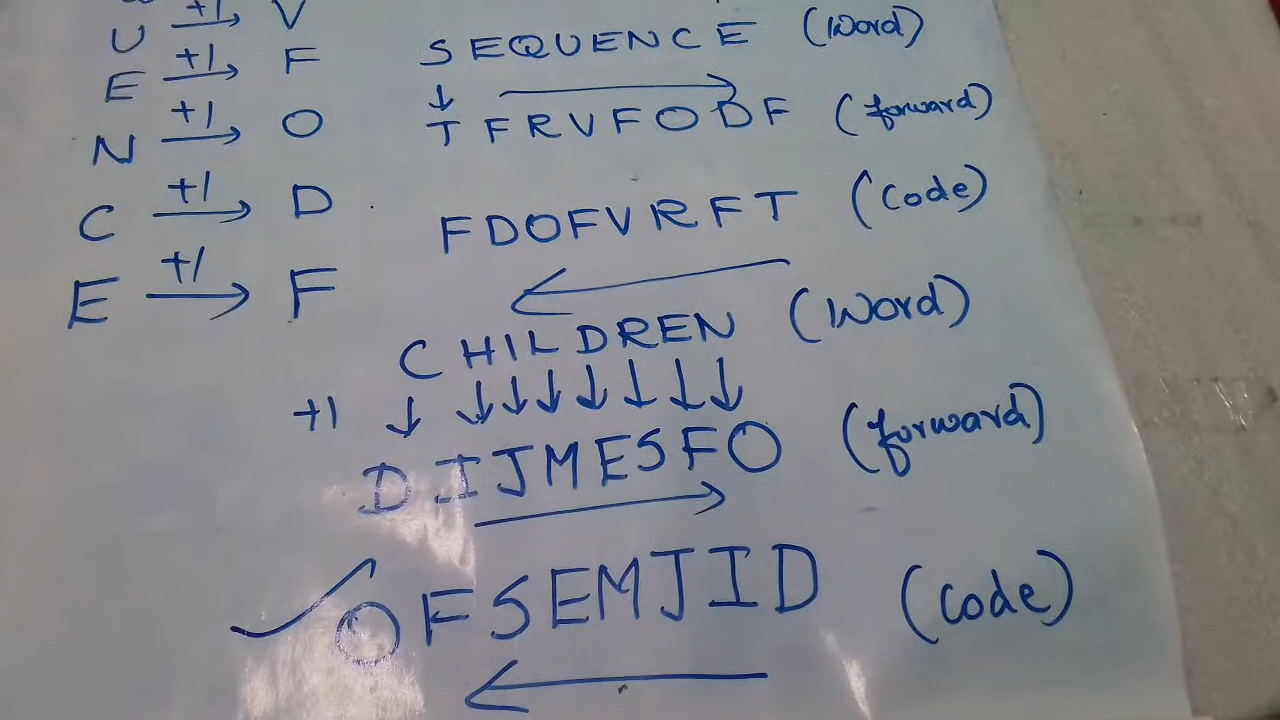 U +1 V
E +1 F
N +1 O
C +1 D
E +1 F
SEQUENCE (Word)
TFRVFODF (forward)
FDOFVRFT (Code)
CHILDREN (Word)
+1
DIJMESFO (forward)
OFSEMJID (Code)